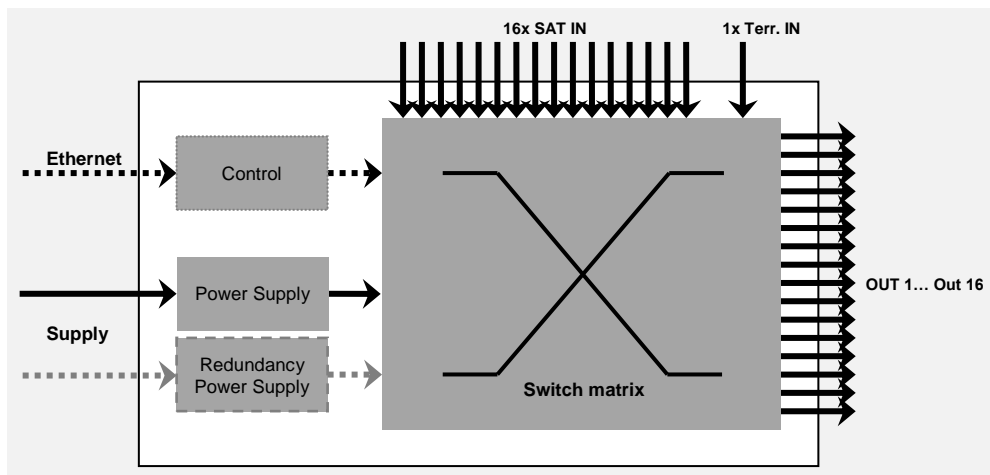 16x SAT IN
1x Terr. IN
Ethernet
Control
Power Supply
OUT 1… Out 16
Supply
Redundancy
Power Supply
Switch matrix